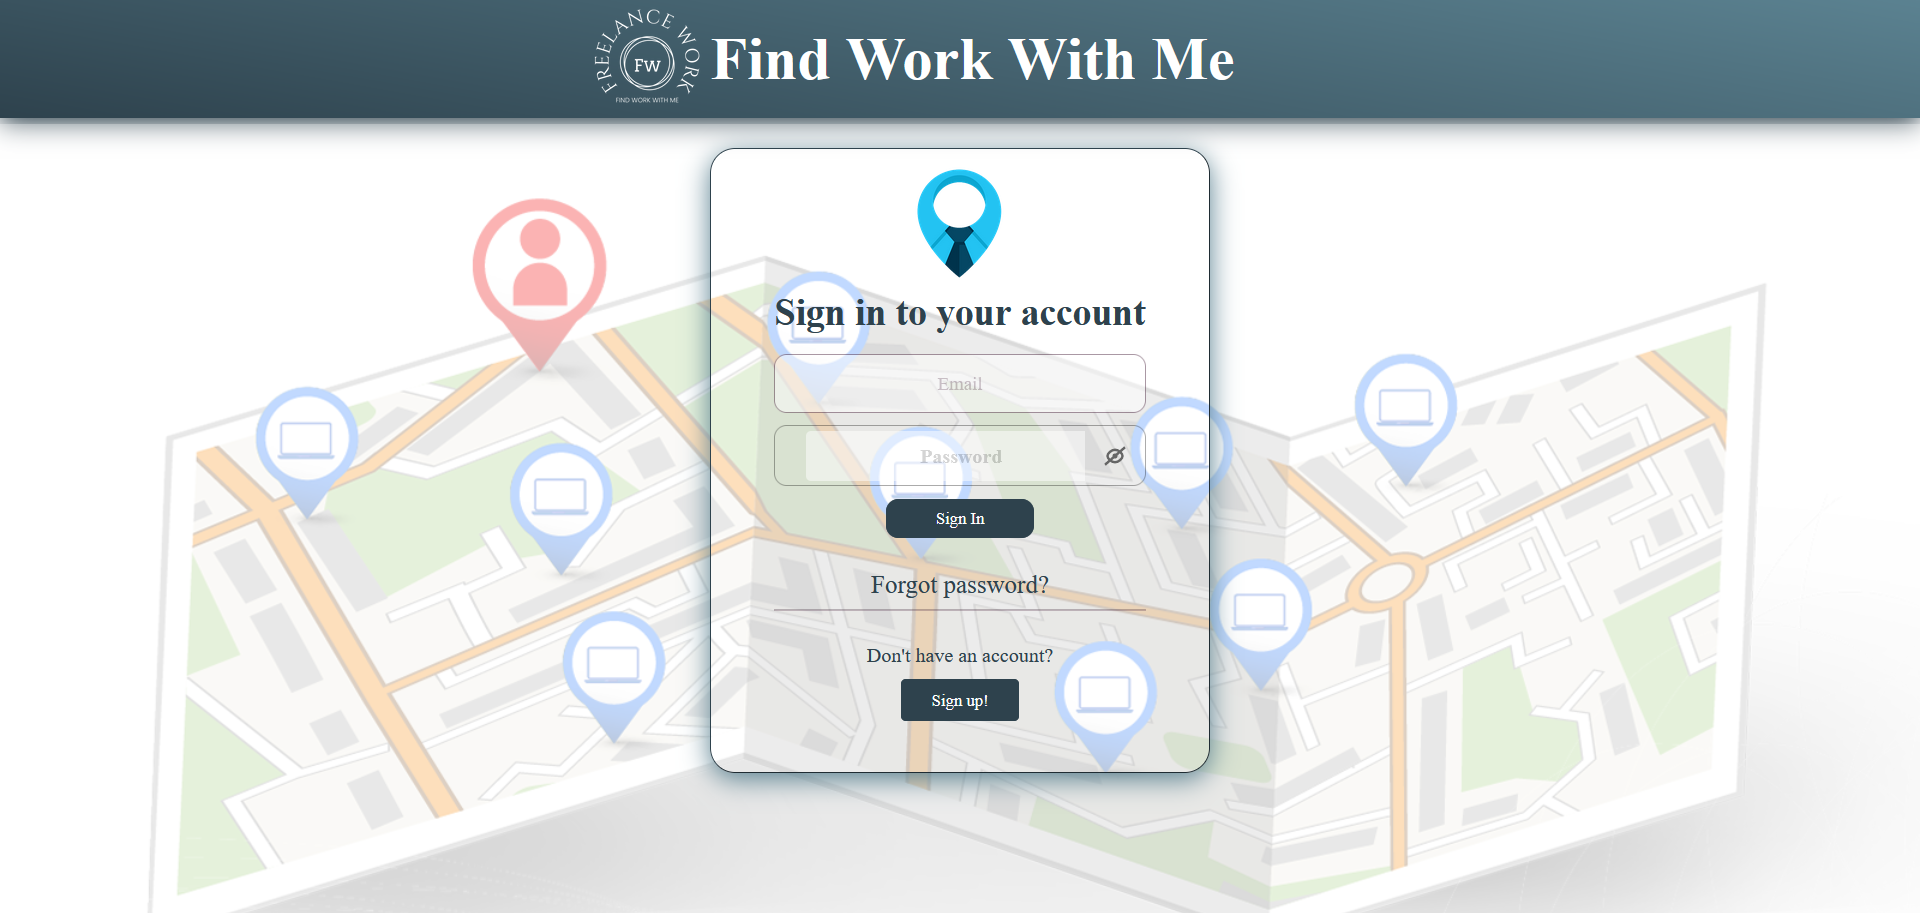 FREELANCE WORK
Fw
FIND WORK WITH ME
Find Work With Me
Sign in to your account
Email
Password
Sign In
Forgot password?
Don't have an account?
Sign up!